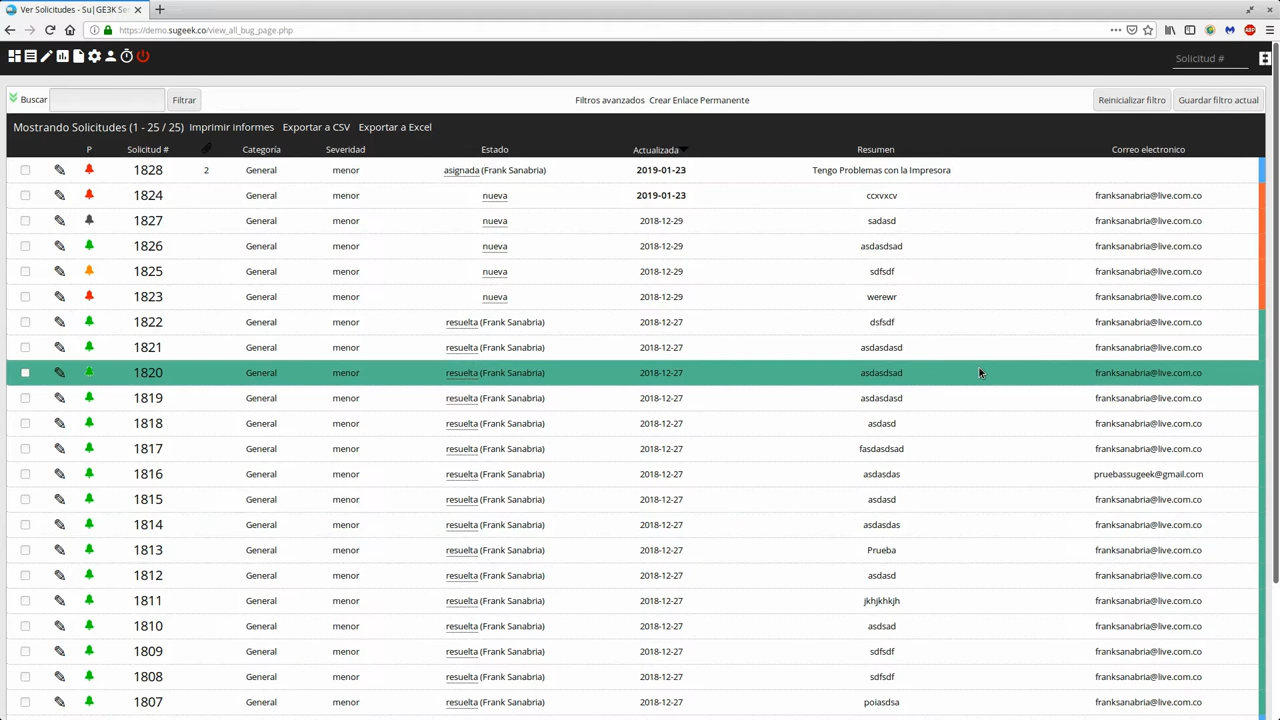 Ver Solicitudes - Su|GE3K Se
https://demo.sugeek.co/view_all_bug_page.php
ABP
Solicitud #
Buscar Filtrar Filtros avanzados Crear Enlace Permanente Reinicializar filtro Guardar filtro actual
Mostrando Solicitudes (1 - 25 / 25) Imprimir informes Exportar a CSV Exportar a Excel
P Solicitud # Categoría Severidad Estado Actualizada Resumen Correo electronico
1828 2 General menor asignada (Frank Sanabria) 2019-01-23 Tengo Problemas con la Impresora
1824 General menor nueva 2019-01-23 ccxvxcv franksanabria@live.com.co
1827 General menor nueva 2018-12-29 sadasd franksanabria@live.com.co
1826 General menor nueva 2018-12-29 asdasdsad franksanabria@live.com.co
1825 General menor nueva 2018-12-29 sdfsdf franksanabria@live.com.co
1823 General menor nueva 2018-12-29 werewr franksanabria@live.com.co
1822 General menor resuelta (Frank Sanabria) 2018-12-27 dsfsdf franksanabria@live.com.co
1821 General menor resuelta (Frank Sanabria) 2018-12-27 asdasdasd franksanabria@live.com.co
1820 General menor resuelta (Frank Sanabria) 2018-12-27 asdasdsad franksanabria@live.com.co
1819 General menor resuelta (Frank Sanabria) 2018-12-27 asdasdasd franksanabria@live.com.co
1818 General menor resuelta (Frank Sanabria) 2018-12-27 asdasd franksanabria@live.com.co
1817 General menor resuelta (Frank Sanabria) 2018-12-27 fasdasdsad franksanabria@live.com.co
1816 General menor resuelta (Frank Sanabria) 2018-12-27 asdasdas pruebassugeek@gmail.com
1815 General menor resuelta (Frank Sanabria) 2018-12-27 asdasd franksanabria@live.com.co
1814 General menor resuelta (Frank Sanabria) 2018-12-27 asdasdas franksanabria@live.com.co
1813 General menor resuelta (Frank Sanabria) 2018-12-27 Prueba franksanabria@live.com.co
1812 General menor resuelta (Frank Sanabria) 2018-12-27 asdasd franksanabria@live.com.co
1811 General menor resuelta (Frank Sanabria) 2018-12-27 jkhjkhkjh franksanabria@live.com.co
1810 General menor resuelta (Frank Sanabria) 2018-12-27 asdsad franksanabria@live.com.co
1809 General menor resuelta (Frank Sanabria) 2018-12-27 sdfsdf franksanabria@live.com.co
1808 General menor resuelta (Frank Sanabria) 2018-12-27 sdfsdf franksanabria@live.com.co
1807 General menor resuelta (Frank Sanabria) 2018-12-27 poiasdsa franksanabria@live.com.co